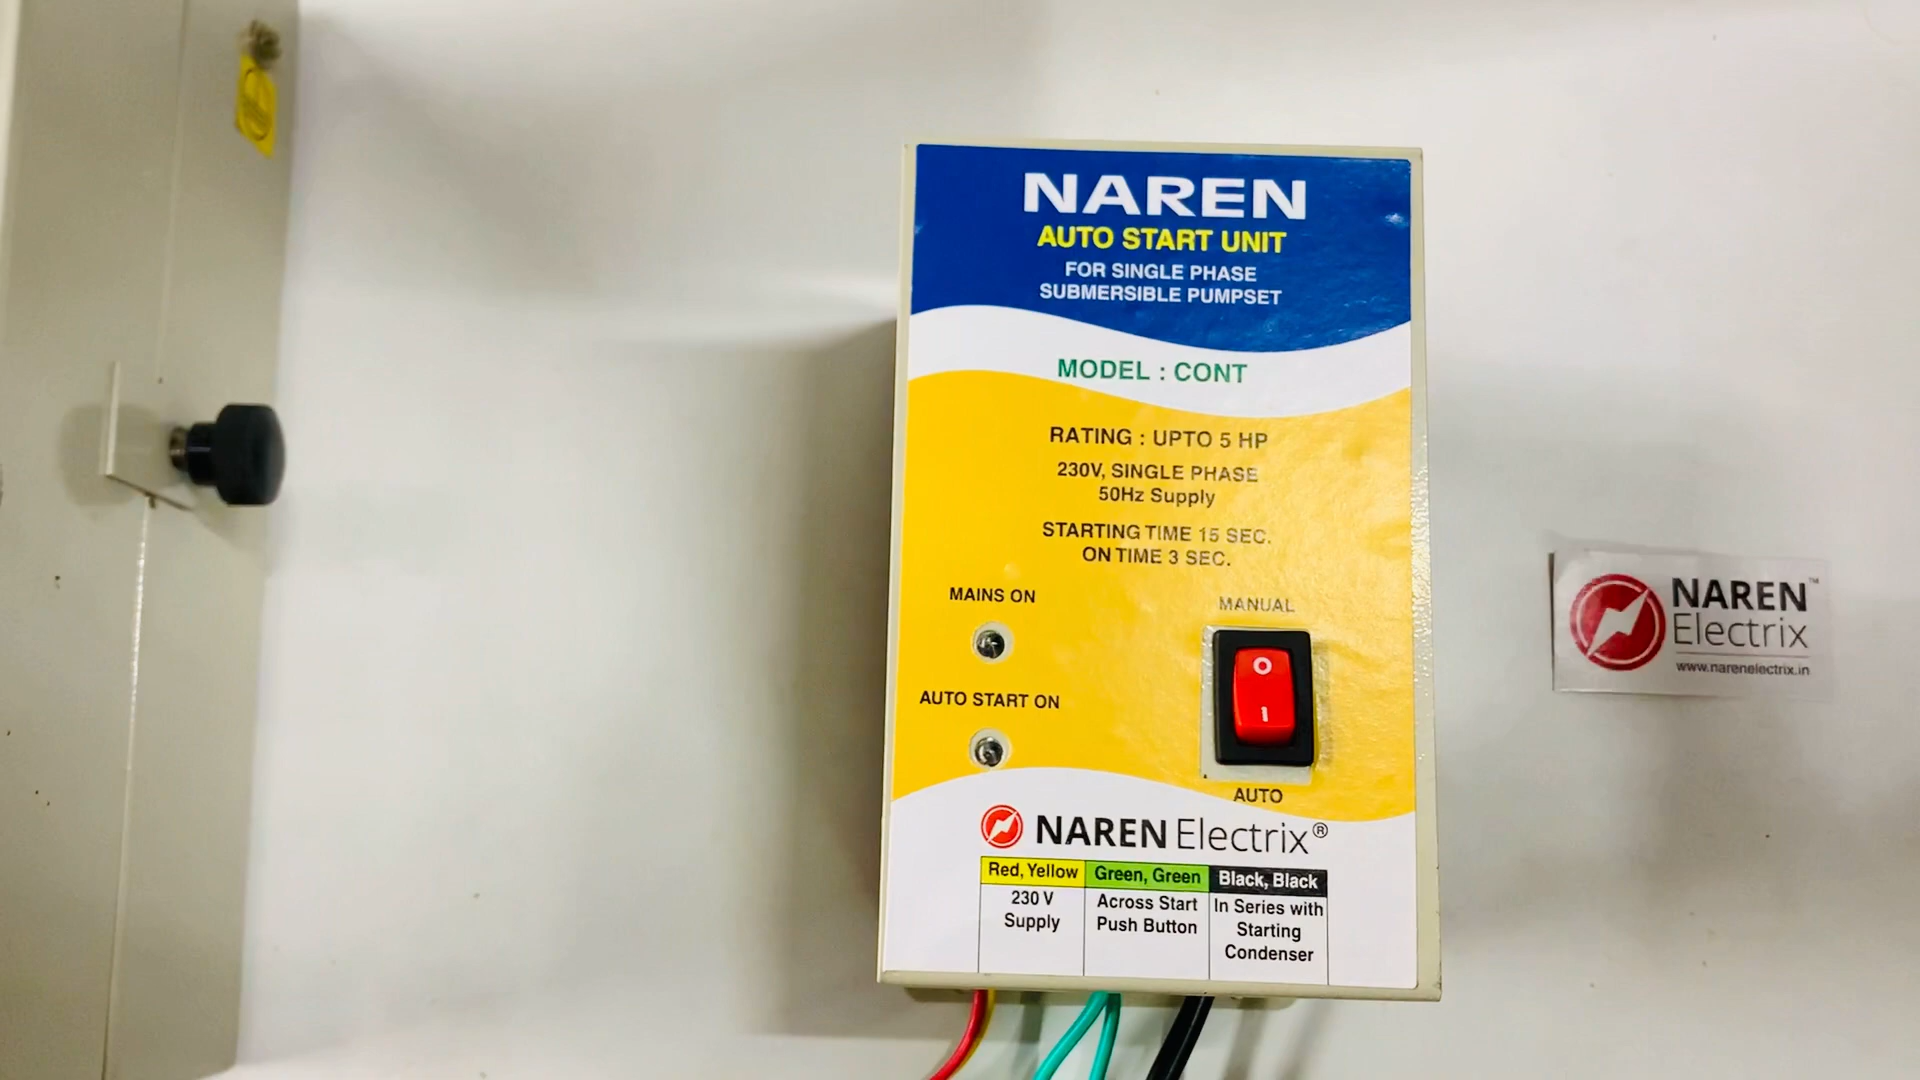 NAREN
AUTO START UNIT
FOR SINGLE PHASE
SUBMERSIBLE PUMPSET
MODEL : CONT
RATING : UPTO 5 HP
230V, SINGLE PHASE
50Hz Supply
STARTING TIME 15 SEC.
ON TIME 3 SEC.
MAINS ON
MANUAL
O
I
AUTO START ON
AUTO
NAREN Electrix®
Red, Yellow
230 V
Supply
Green, Green
Across Start
Push Button
Black, Black
In Series with
Starting
Condenser
NAREN™
Electrix
www.narenelectrix.in